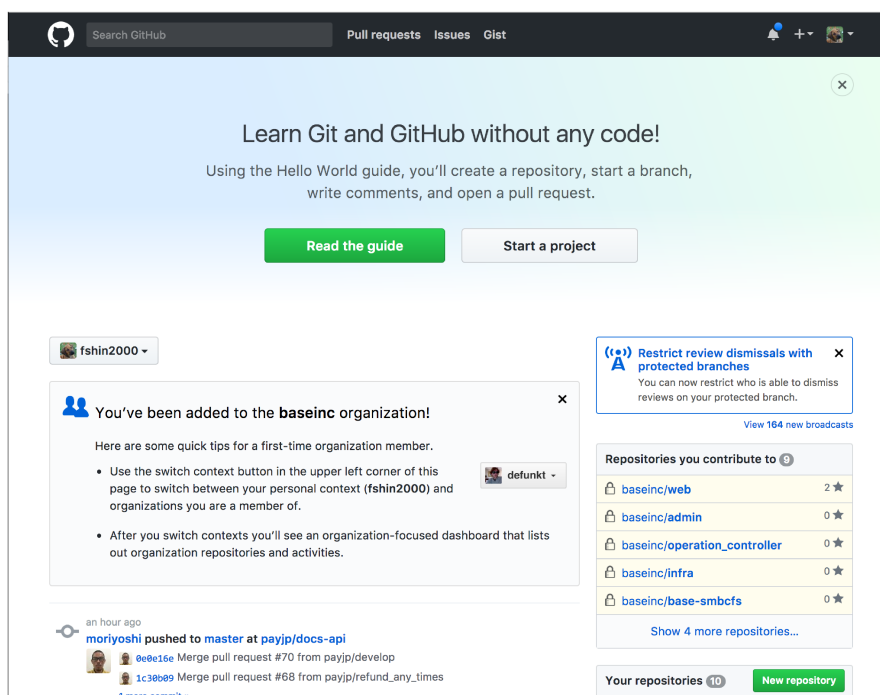 Search GitHub
Pull requests Issues Gist
Learn Git and GitHub without any code!
Using the Hello World guide, you'll create a repository, start a branch,
write comments, and open a pull request.
Read the guide
Start a project
fshin2000
You've been added to the baseinc organization!
Here are some quick tips for a first-time organization member.
• Use the switch context button in the upper left corner of this
page to switch between your personal context (fshin2000) and
organizations you are a member of.
defunkt
• After you switch contexts you'll see an organization-focused dashboard that lists
out organization repositories and activities.
an hour ago
moriyoshi pushed to master at payjp/docs-api
0e0e16e Merge pull request #70 from payjp/develop
1c30b09 Merge pull request #68 from payjp/refund_any_times
1 more commit
Restrict review dismissals with
protected branches
You can now restrict who is able to dismiss
reviews on your protected branch.
View 164 new broadcasts
Repositories you contribute to 9
baseinc/web 2
baseinc/admin 0
baseinc/operation_controller 0
baseinc/infra 0
baseinc/base-smbcfs 0
Show 4 more repositories...
Your repositories 10
New repository